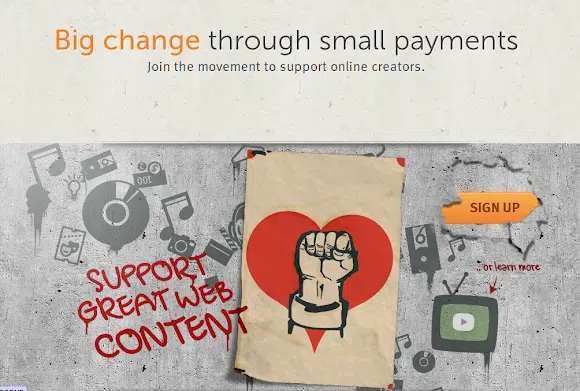 Big change through small payments
Join the movement to support online creators.
SUPPORT
GREAT WEB
CONTENT
SIGN UP
... or learn more
001